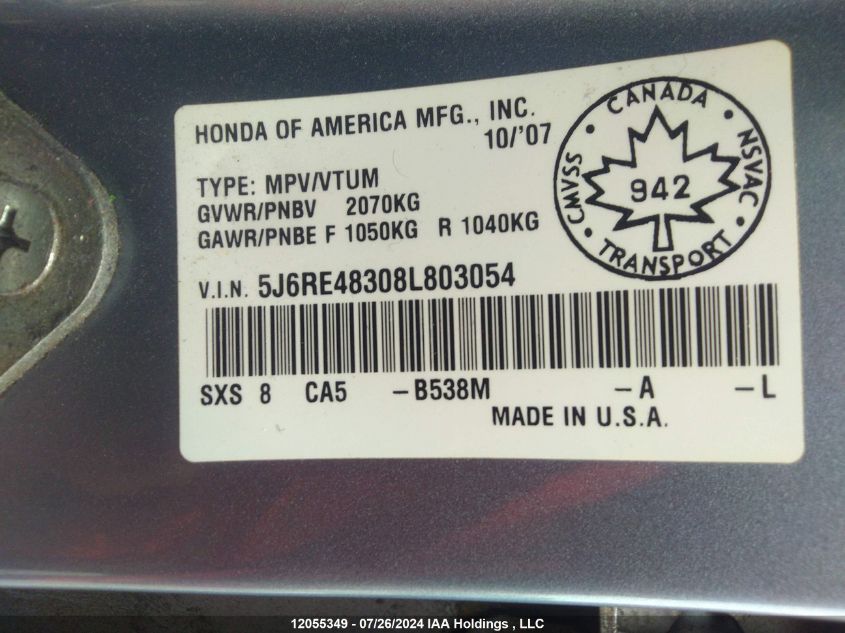 HONDA OF AMERICA MFG., INC.
10/'07
TYPE: MPV/VTUM
GVWR/PNBV 2070KG
GAWR/PNBE F 1050KG R 1040KG
V.I.N. 5J6RE48308L803054
SXS 8 CA5 -B538M -A -L
MADE IN U.S.A.
CANADA
CMVSS
942
NSVAC
TRANSPORT
12055349 - 07/26/2024 IAA Holdings , LLC